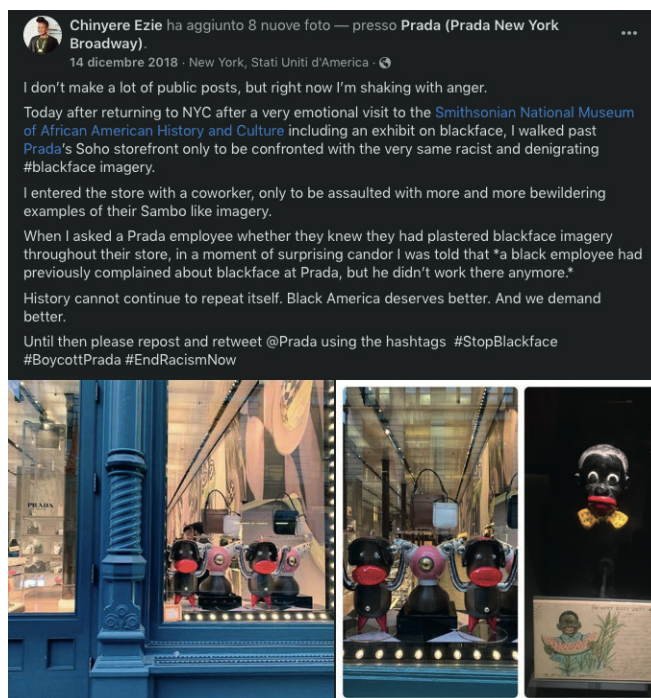 Chinyere Ezie ha aggiunto 8 nuove foto — presso Prada (Prada New York
Broadway).
14 dicembre 2018 · New York, Stati Uniti d'America ·
I don't make a lot of public posts, but right now I'm shaking with anger.
Today after returning to NYC after a very emotional visit to the Smithsonian National Museum
of African American History and Culture including an exhibit on blackface, I walked past
Prada's Soho storefront only to be confronted with the very same racist and denigrating
#blackface imagery.
I entered the store with a coworker, only to be assaulted with more and more bewildering
examples of their Sambo like imagery.
When I asked a Prada employee whether they knew they had plastered blackface imagery
throughout their store, in a moment of surprising candor I was told that *a black employee had
previously complained about blackface at Prada, but he didn't work there anymore.*
History cannot continue to repeat itself. Black America deserves better. And we demand
better.
Until then please repost and retweet @Prada using the hashtags #StopBlackface
#BoycottPrada #EndRacismNow
PRADA